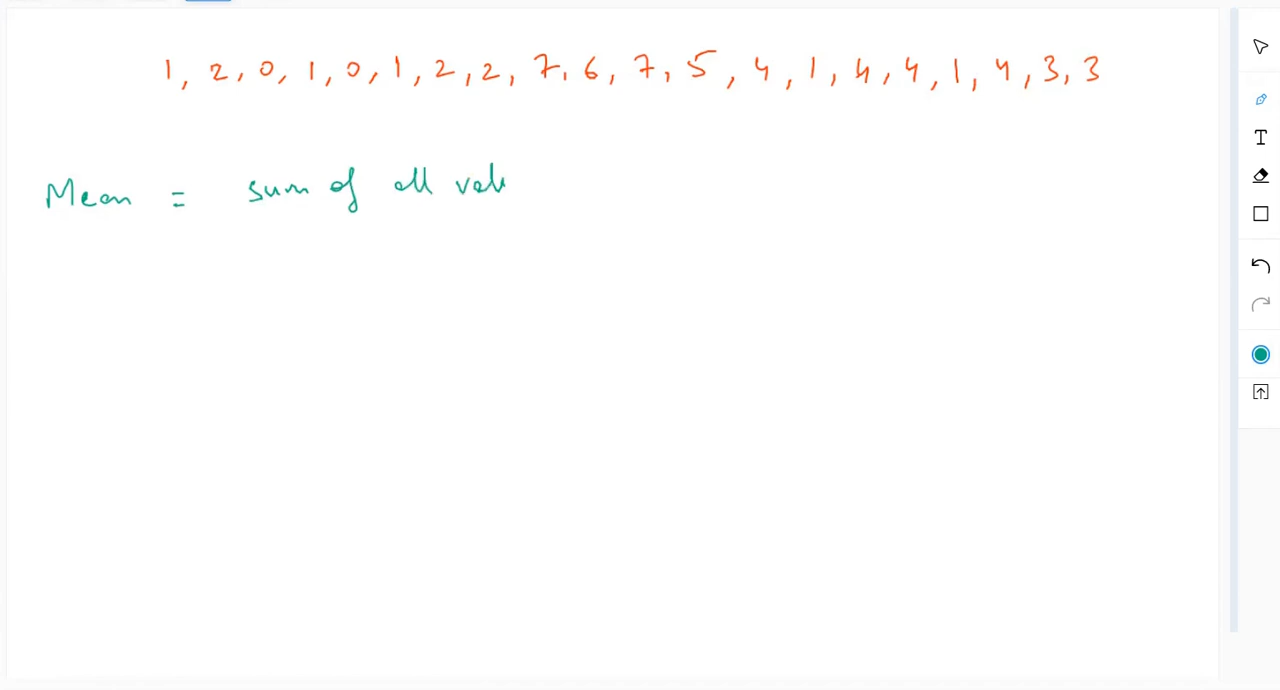 1, 2, 0, 1, 0, 1, 2, 2, 7, 6, 7, 5, 4, 1, 4, 4, 1, 4, 3, 3
Mean = sum of all valu
T